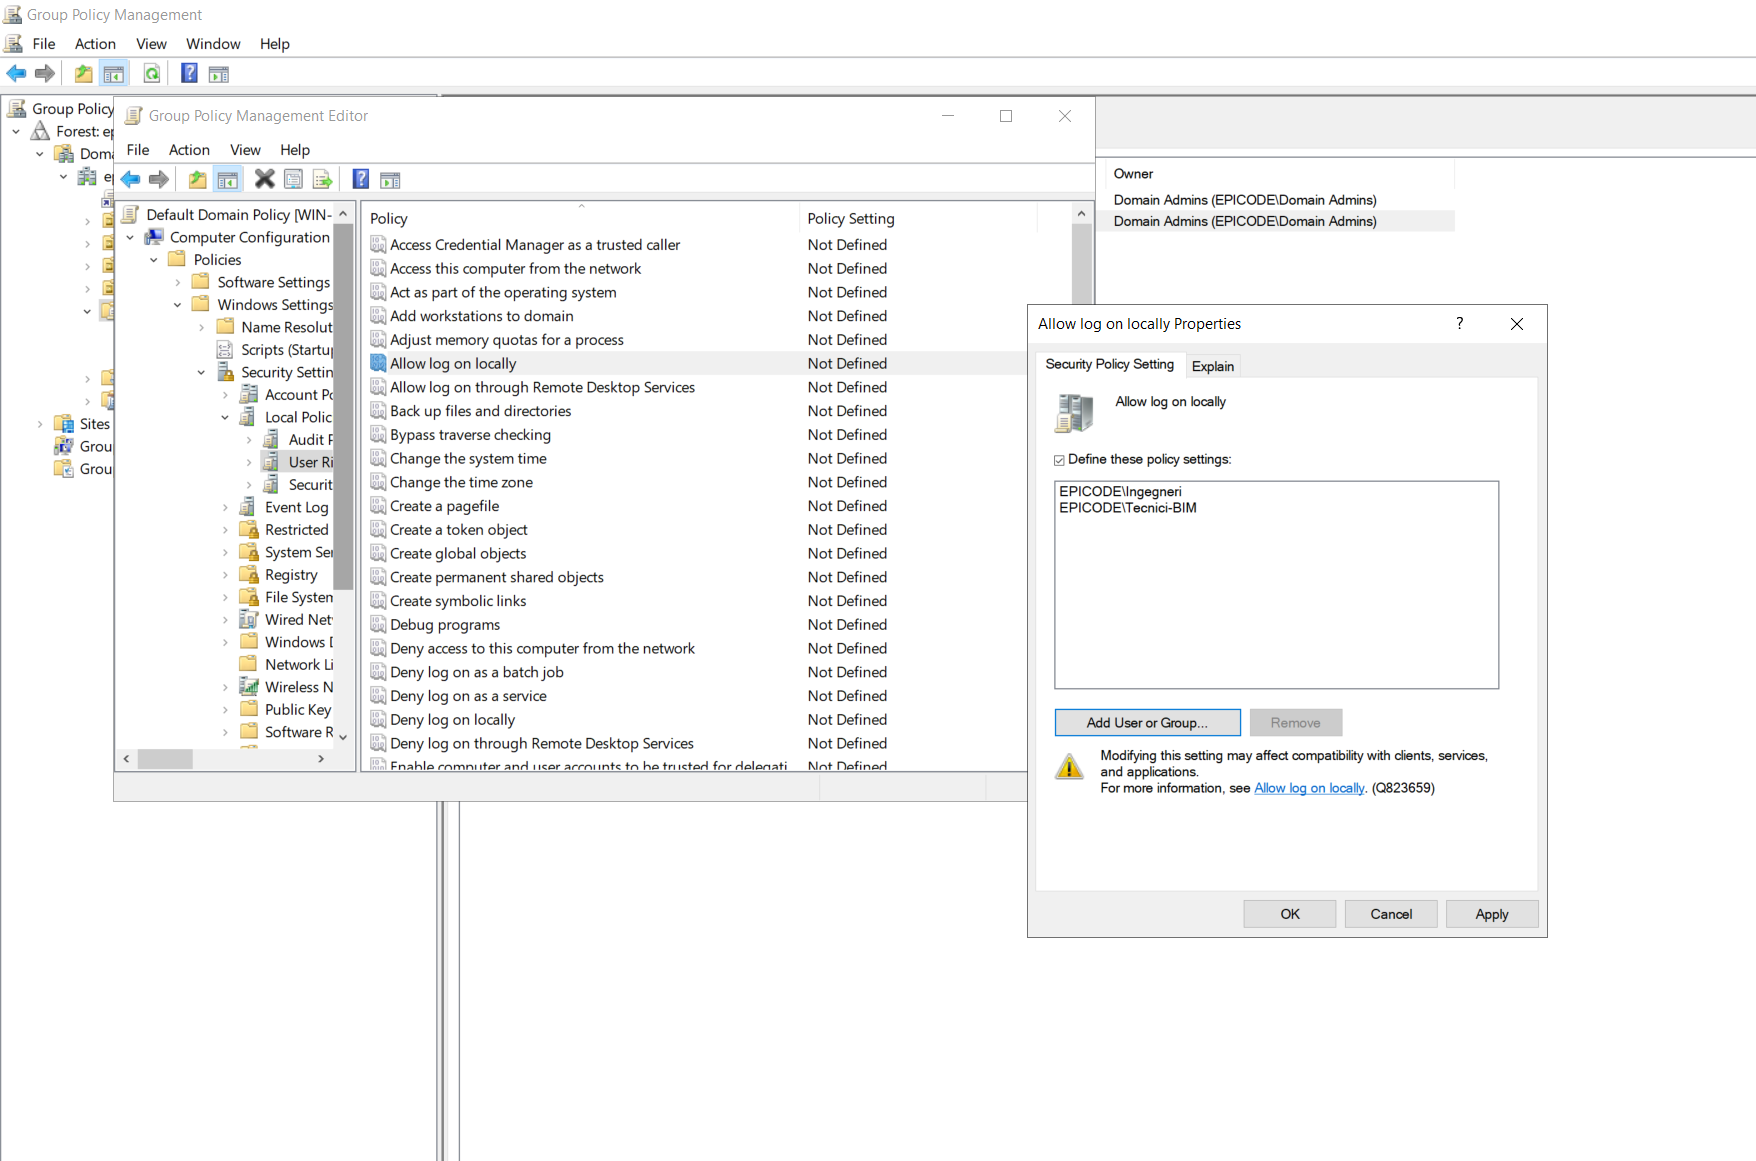 Group Policy Management
File Action View Window Help
Group Policy
Forest: ep
Doma
ep
Sites
Grou
Grou
Group Policy Management Editor
File Action View Help
Default Domain Policy [WIN-
Computer Configuration
Policies
Software Settings
Windows Settings
Name Resolut
Scripts (Startu
Security Settin
Account Po
Local Polic
Audit P
User Ri
Securit
Event Log
Restricted
System Ser
Registry
File System
Wired Net
Windows D
Network Li
Wireless N
Public Key
Software R
Policy Policy Setting
Access Credential Manager as a trusted caller Not Defined
Access this computer from the network Not Defined
Act as part of the operating system Not Defined
Add workstations to domain Not Defined
Adjust memory quotas for a process Not Defined
Allow log on locally Not Defined
Allow log on through Remote Desktop Services Not Defined
Back up files and directories Not Defined
Bypass traverse checking Not Defined
Change the system time Not Defined
Change the time zone Not Defined
Create a pagefile Not Defined
Create a token object Not Defined
Create global objects Not Defined
Create permanent shared objects Not Defined
Create symbolic links Not Defined
Debug programs Not Defined
Deny access to this computer from the network Not Defined
Deny log on as a batch job Not Defined
Deny log on as a service Not Defined
Deny log on locally Not Defined
Deny log on through Remote Desktop Services Not Defined
Enable computer and user accounts to be trusted for delegati Not Defined
Owner
Domain Admins (EPICODE\Domain Admins)
Domain Admins (EPICODE\Domain Admins)
Allow log on locally Properties ?
Security Policy Setting Explain
Allow log on locally
Define these policy settings:
EPICODE\Ingegneri
EPICODE\Tecnici-BIM
Add User or Group... Remove
Modifying this setting may affect compatibility with clients, services,
and applications.
For more information, see Allow log on locally. (Q823659)
OK Cancel Apply